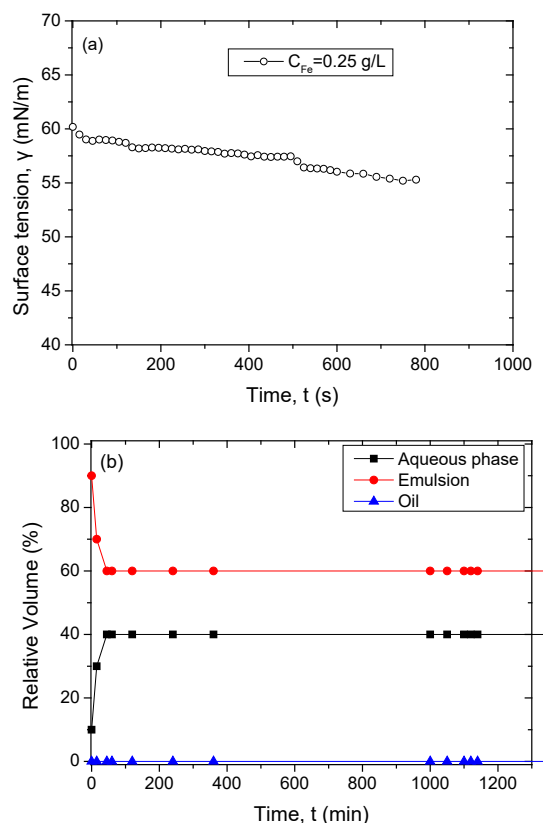 (a)
C_Fe=0.25 g/L
Surface tension, γ (mN/m)
70
65
60
55
50
45
40
0 200 400 600 800 1000
Time, t (s)
(b)
Aqueous phase
Emulsion
Oil
Relative Volume (%)
100
80
60
40
20
0
0 200 400 600 800 1000 1200
Time, t (min)